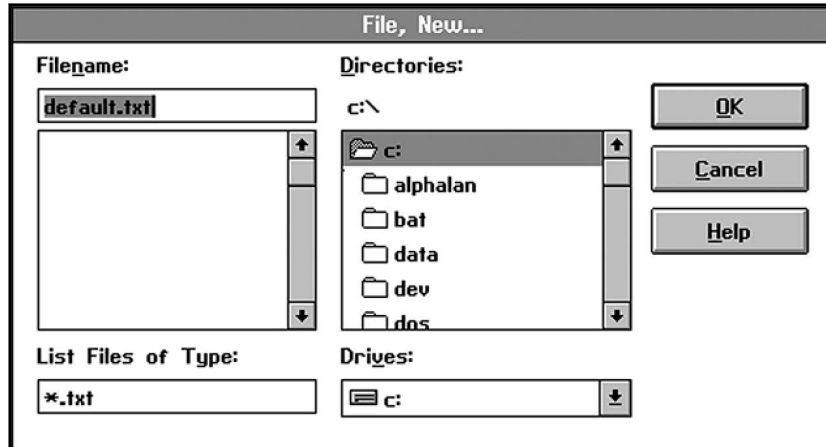 File, New...
Filename:
default.txt
Directories:
c:\
c:
alphalan
bat
data
dev
dos
OK
Cancel
Help
List Files of Type:
*.txt
Drives:
c: